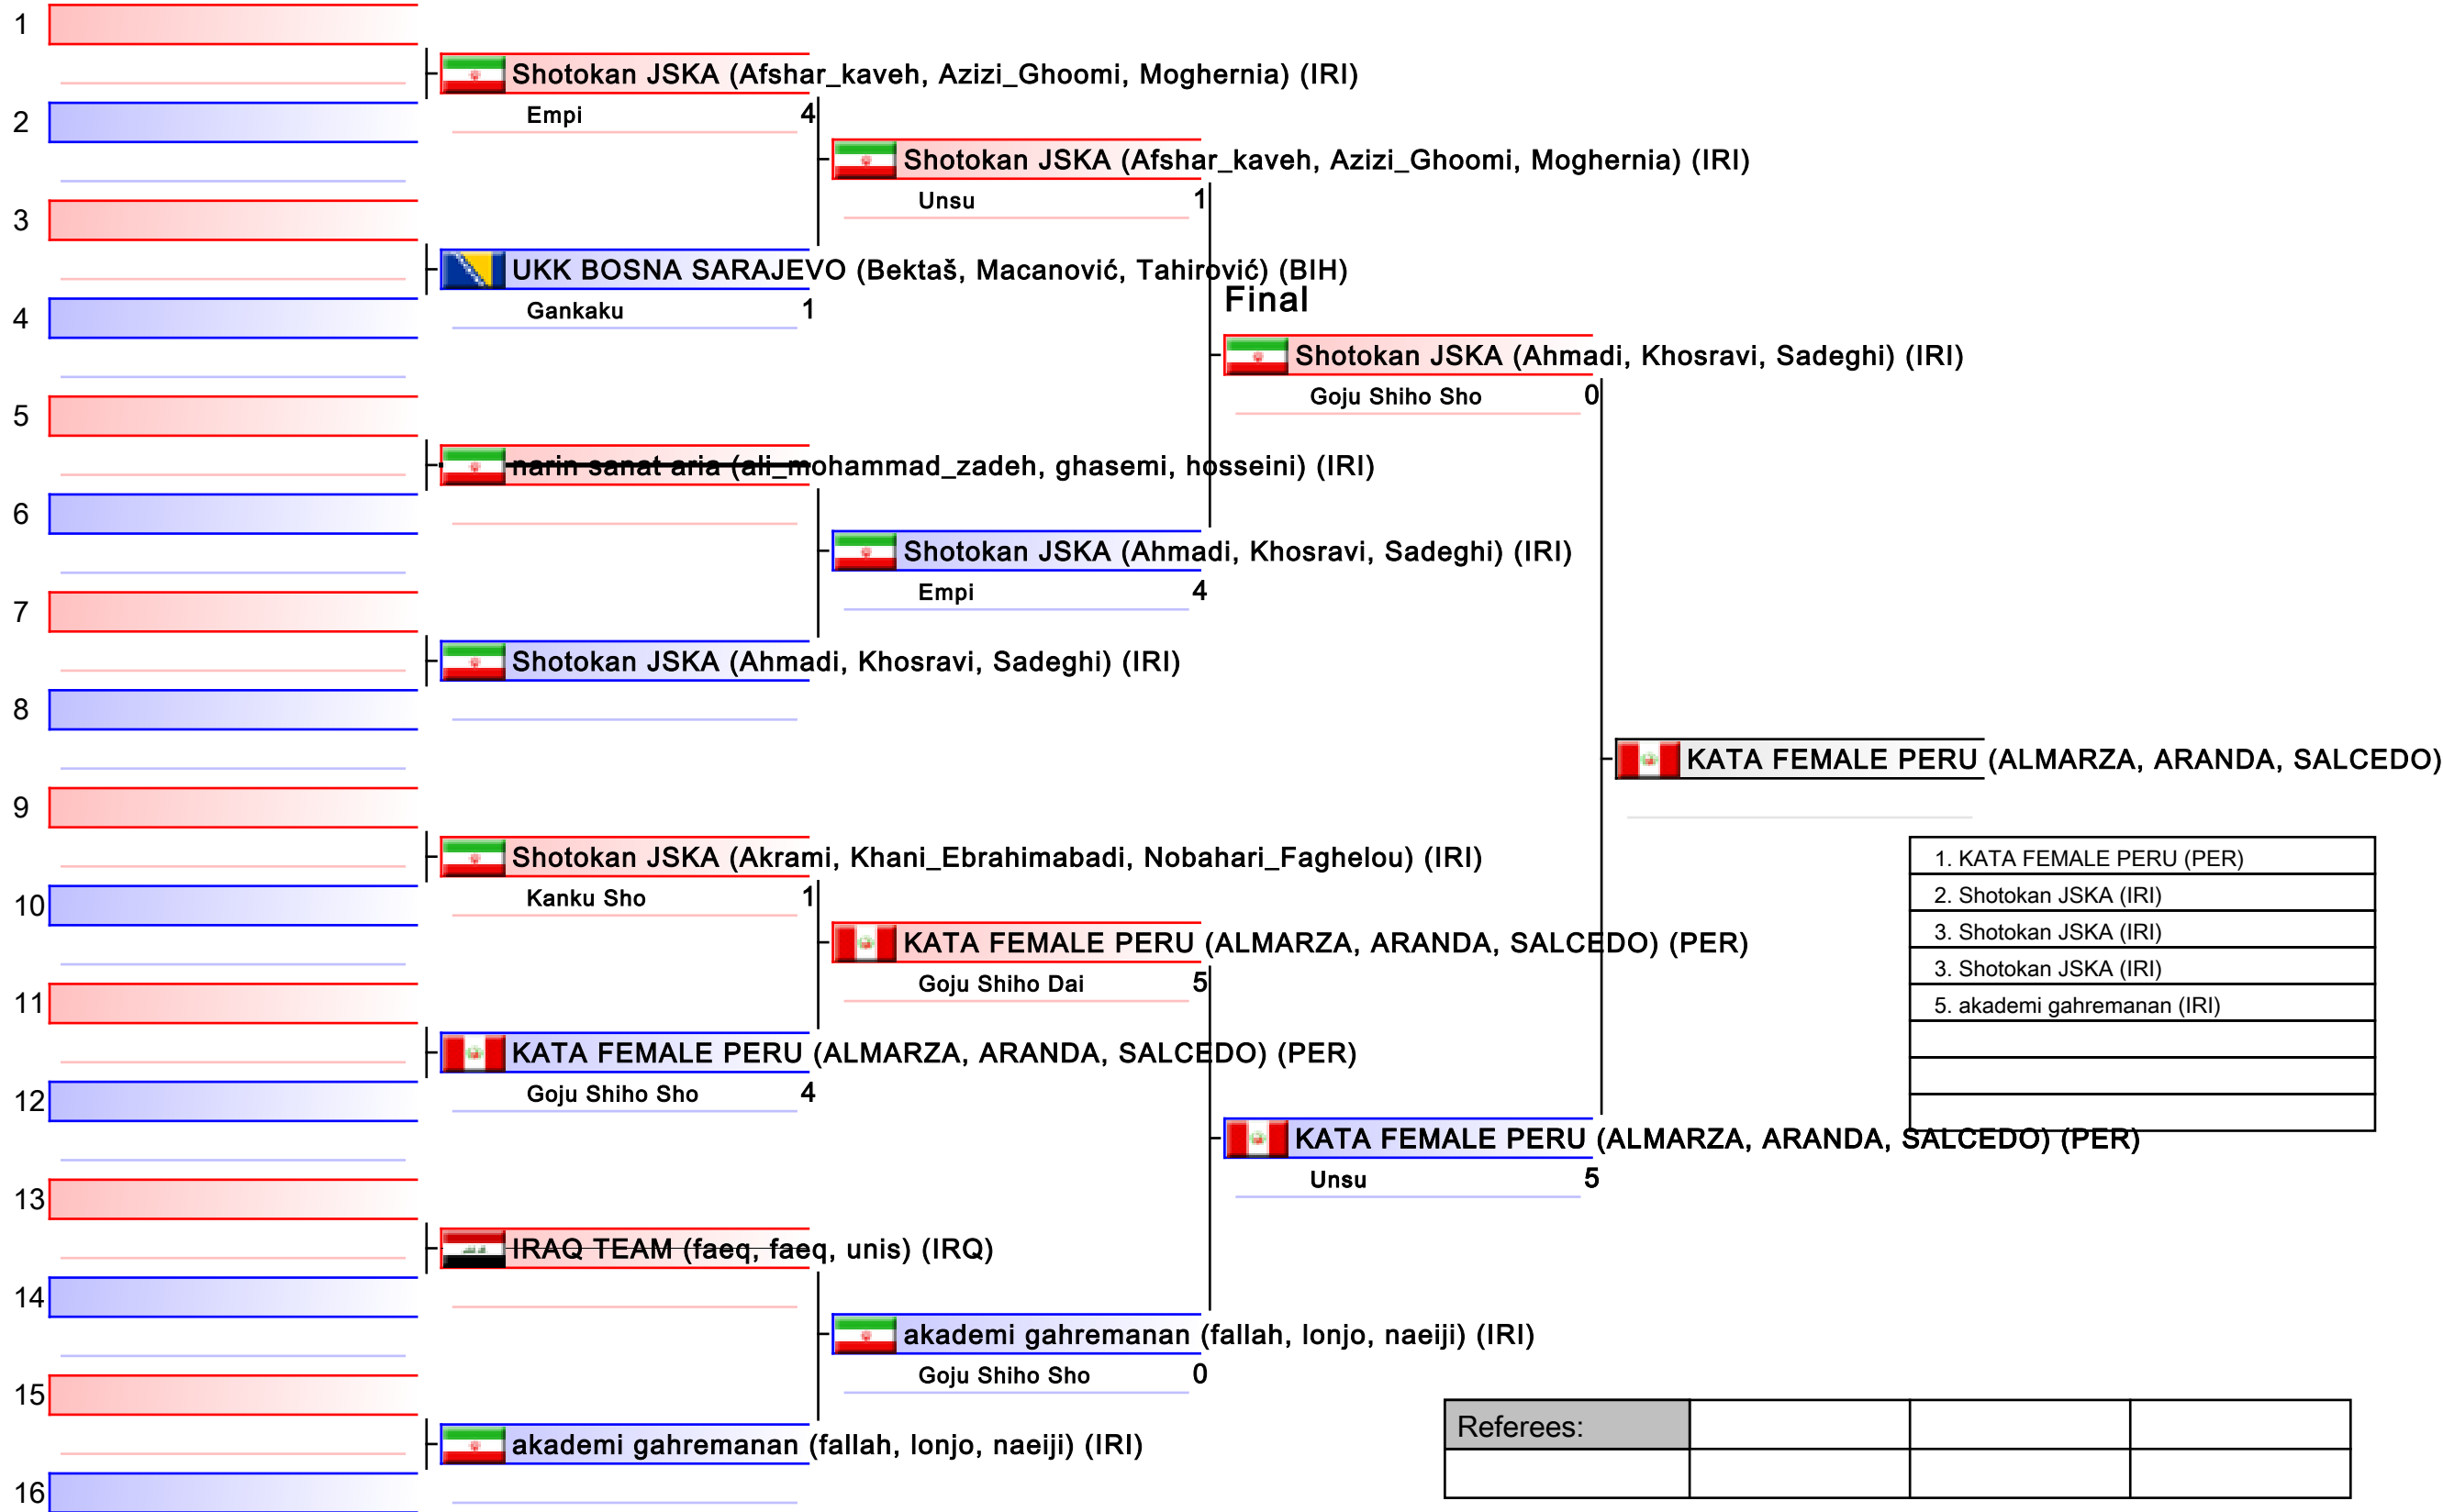 1
Shotokan JSKA (Afshar_kaveh, Azizi_Ghoomi, Moghernia) (IRI)
Empi 4
2
Shotokan JSKA (Afshar_kaveh, Azizi_Ghoomi, Moghernia) (IRI)
Unsu 1
3
UKK BOSNA SARAJEVO (Bektaš, Macanović, Tahirović) (BIH)
Gankaku 1
4
Final
Shotokan JSKA (Ahmadi, Khosravi, Sadeghi) (IRI)
Goju Shiho Sho 0
5
narin sanat aria (ali_mohammad_zadeh, ghasemi, hosseini) (IRI)
6
Shotokan JSKA (Ahmadi, Khosravi, Sadeghi) (IRI)
Empi 4
7
Shotokan JSKA (Ahmadi, Khosravi, Sadeghi) (IRI)
8
KATA FEMALE PERU (ALMARZA, ARANDA, SALCEDO)
9
Shotokan JSKA (Akrami, Khani_Ebrahimabadi, Nobahari_Faghelou) (IRI)
Kanku Sho 1
10
1. KATA FEMALE PERU (PER)
2. Shotokan JSKA (IRI)
3. Shotokan JSKA (IRI)
3. Shotokan JSKA (IRI)
5. akademi gahremanan (IRI)
KATA FEMALE PERU (ALMARZA, ARANDA, SALCEDO) (PER)
Goju Shiho Dai 5
11
KATA FEMALE PERU (ALMARZA, ARANDA, SALCEDO) (PER)
Goju Shiho Sho 4
12
KATA FEMALE PERU (ALMARZA, ARANDA, SALCEDO) (PER)
Unsu 5
13
IRAQ TEAM (faeq, faeq, unis) (IRQ)
14
akademi gahremanan (fallah, lonjo, naeiji) (IRI)
Goju Shiho Sho 0
15
akademi gahremanan (fallah, lonjo, naeiji) (IRI)
16
Referees: